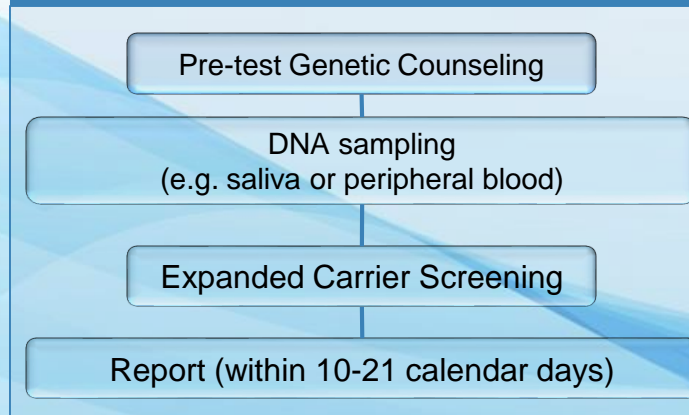 Pre-test Genetic Counseling
DNA sampling
(e.g. saliva or peripheral blood)
Expanded Carrier Screening
Report (within 10-21 calendar days)